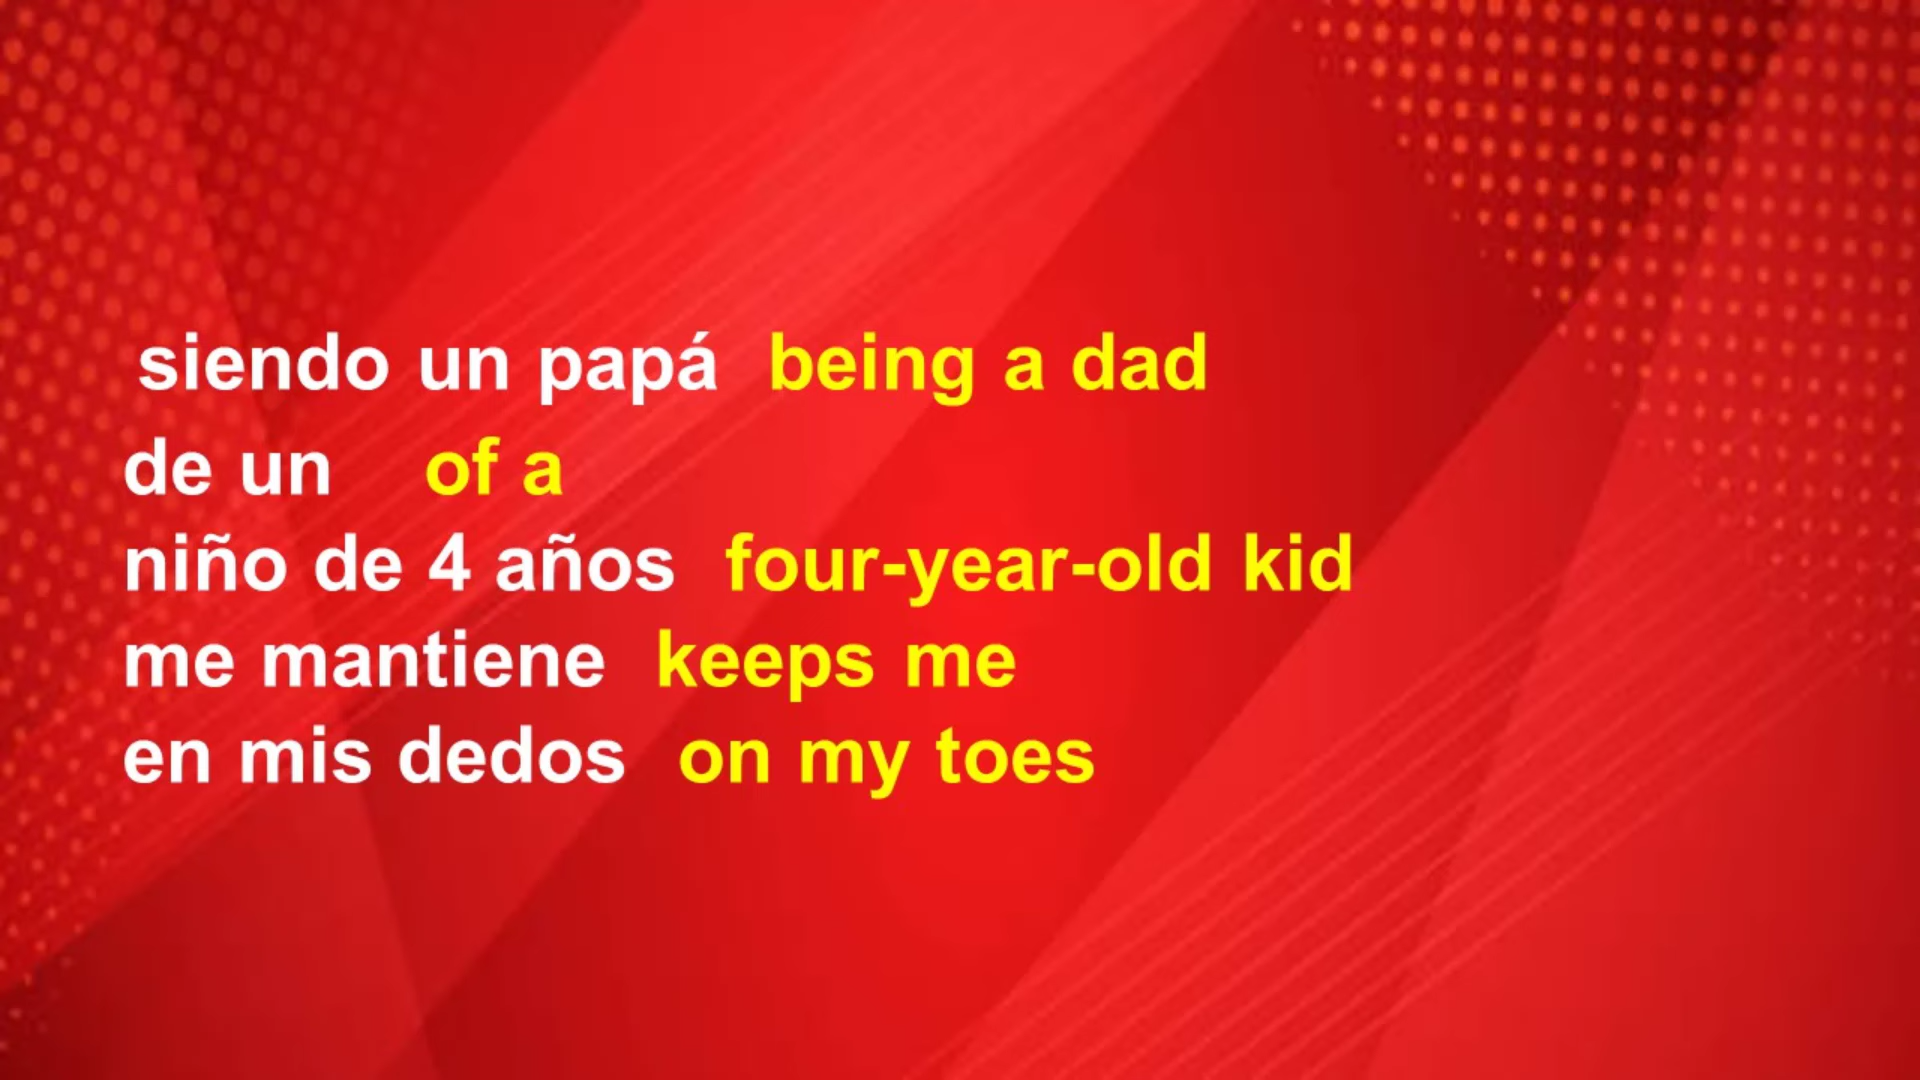 siendo un papá being a dad
de un of a
niño de 4 años four-year-old kid
me mantiene keeps me
en mis dedos on my toes